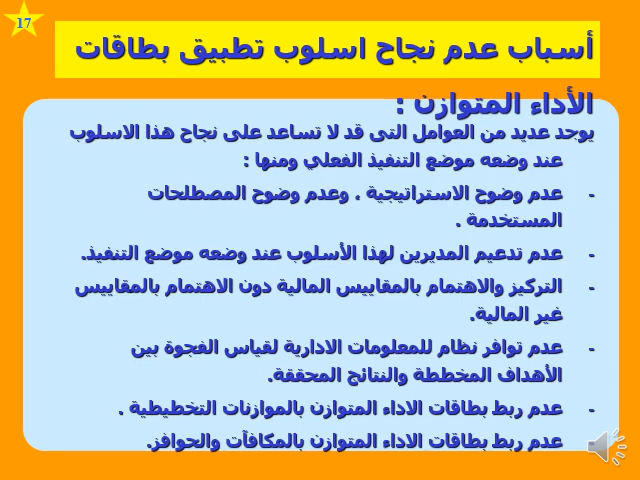 17
أسباب عدم نجاح اسلوب تطبيق بطاقات
الأداء المتوازن :
يوجد عديد من العوامل التى قد لا تساعد على نجاح هذا الاسلوب
عند وضعه موضع التنفيذ الفعلي ومنها :
- عدم وضوح الاستراتيجية . وعدم وضوح المصطلحات
المستخدمة .
- عدم تدعيم المديرين لهذا الأسلوب عند وضعه موضع التنفيذ.
- التركيز والاهتمام بالمقاييس المالية دون الاهتمام بالمقاييس
غير المالية.
- عدم توافر نظام للمعلومات الادارية لقياس الفجوة بين
الأهداف المخططة والنتائج المحققة.
- عدم ربط بطاقات الاداء المتوازن بالموازنات التخطيطية .
- عدم ربط بطاقات الاداء المتوازن بالمكافآت والحوافز.